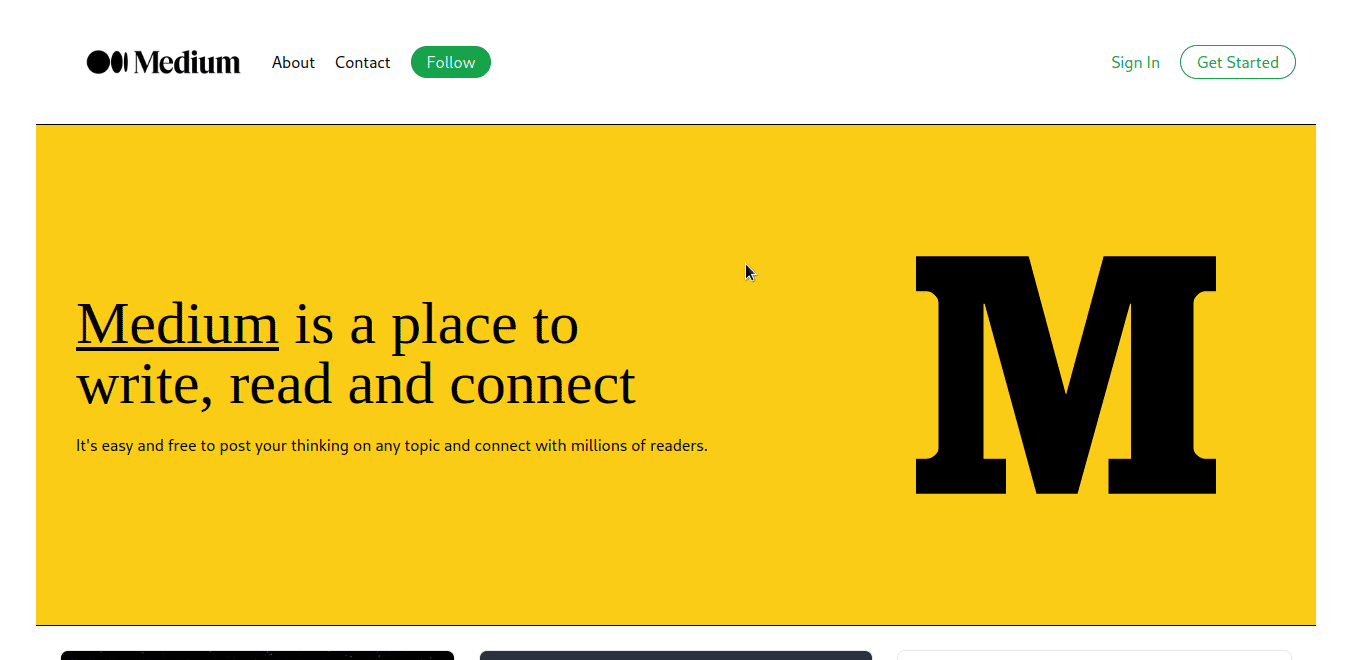 Medium About Contact Follow Sign In Get Started
Medium is a place to
write, read and connect
It's easy and free to post your thinking on any topic and connect with millions of readers.
M